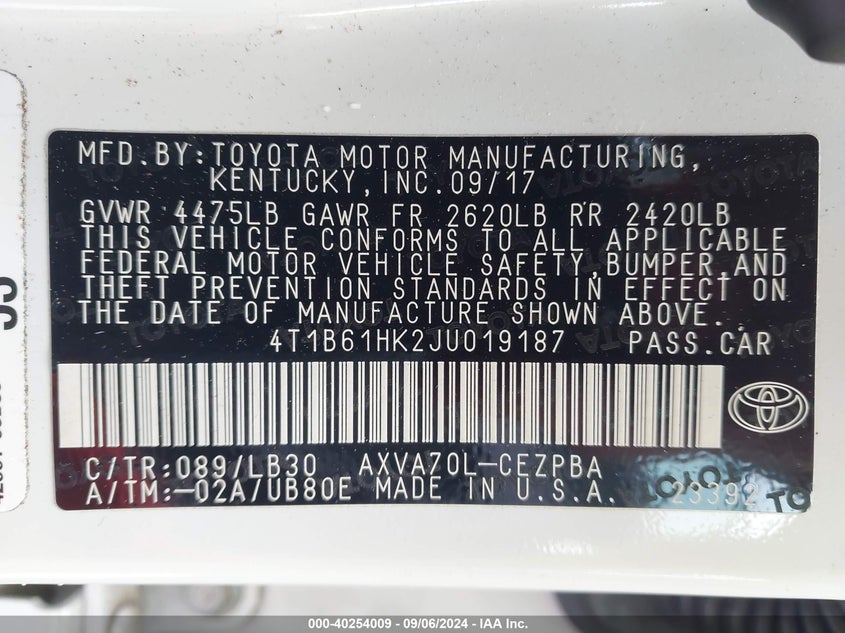 MFD.BY:TOYOTA MOTOR MANUFACTURING,
KENTUCKY,INC.09/17
GVWR 4475LB GAWR FR 2620LB RR 2420LB
THIS VEHICLE CONFORMS TO ALL APPLICABLE
FEDERAL MOTOR VEHICLE SAFETY,BUMPER,AND
THEFT PREVENTION STANDARDS IN EFFECT ON
THE DATE OF MANUFACTURE SHOWN ABOVE.
4T1B61HK2JU019187 PASS.CAR
C/TR:089/LB30 AXVA70L-CEZPBA
A/TM:-02A/UB80E MADE IN U.S.A. 23392
TOYOTA
000-40254009 - 09/06/2024 - IAA Inc.